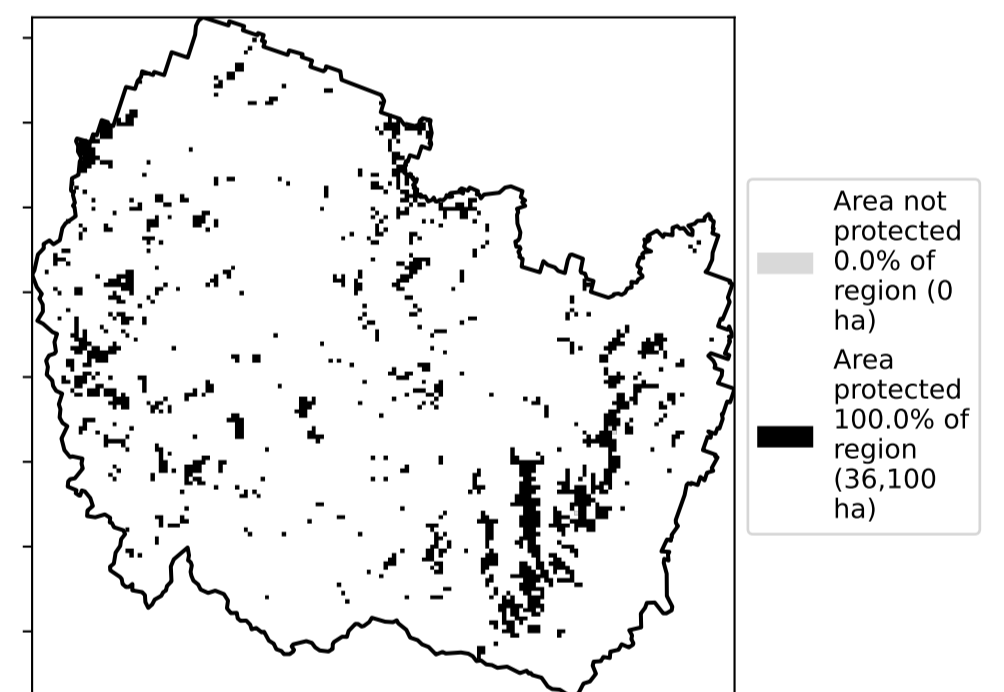 Area not
protected
0.0% of
region (0
ha)
Area
protected
100.0% of
region
(36,100
ha)